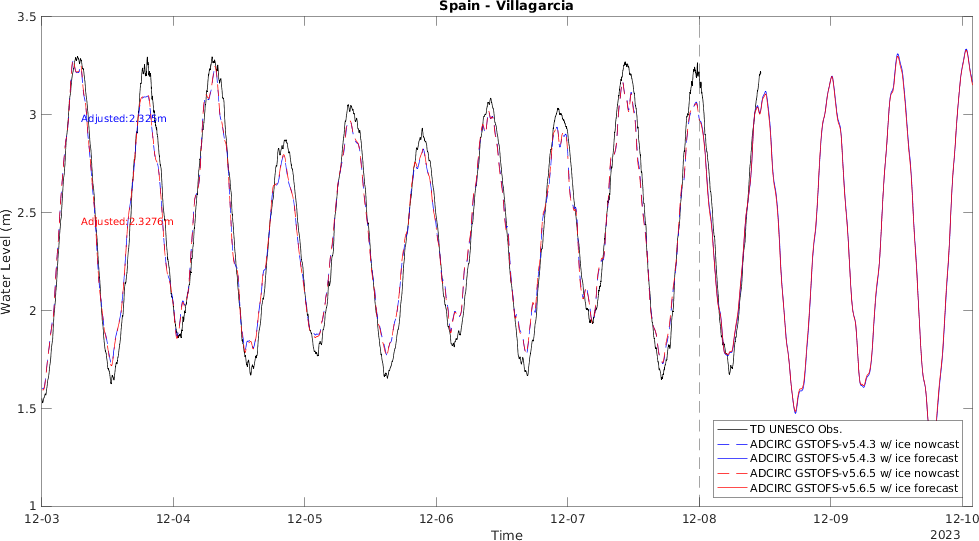 Spain - Villagarcia
3.5
3
2.5
2
1.5
1
Water Level (m)
Adjusted:2.325m
Adjusted:2.3276m
TD UNESCO Obs.
ADCIRC GSTOFS-v5.4.3 w/ ice nowcast
ADCIRC GSTOFS-v5.4.3 w/ ice forecast
ADCIRC GSTOFS-v5.6.5 w/ ice nowcast
ADCIRC GSTOFS-v5.6.5 w/ ice forecast
12-03 12-04 12-05 12-06 12-07 12-08 12-09 12-10
Time
2023